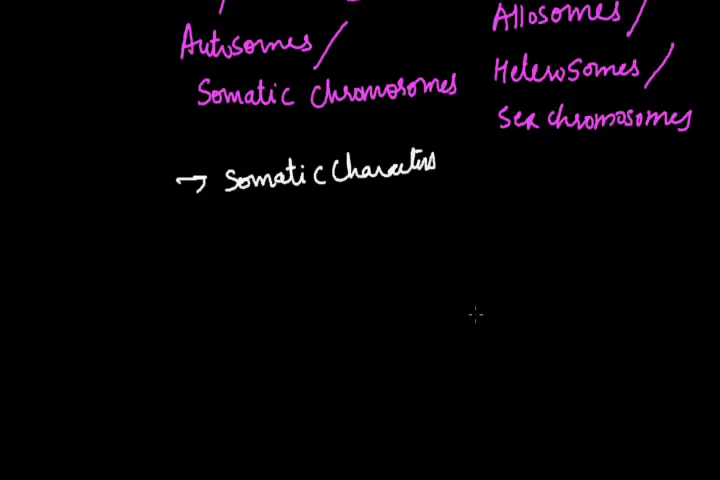 Autosomes /
Somatic Chromosomes
Allosomes /
Heterosomes /
Sex chromosomes
→ Somatic Characters